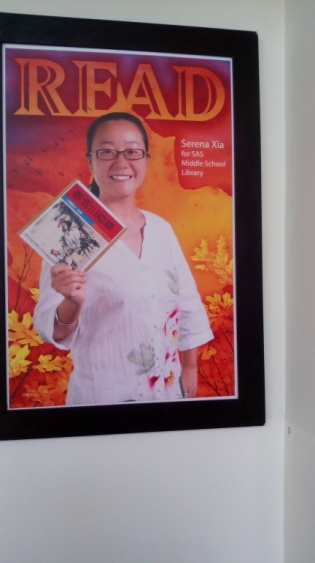 READ
Serena Xia
for SAS
Middle School
Library